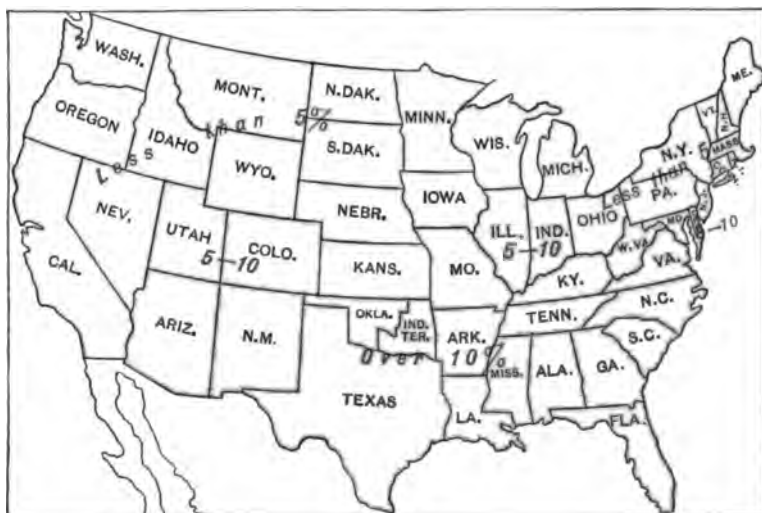 WASH.
MONT.
N.DAK.
MINN.
ME.
VT.
N.H.
OREGON
IDAHO
Less than 5%
S.DAK.
WIS.
MICH.
N.Y.
MASS.
WYO.
IOWA
Less than 5
PA.
N.J.
NEV.
UTAH
5–10
COLO.
NEBR.
ILL.
IND.
5–10
OHIO
MD.
–10
W.VA.
VA.
CAL.
KANS.
MO.
KY.
N.C.
ARIZ.
N.M.
OKLA.
IND.
TER.
ARK.
TENN.
S.C.
Over 10%
MISS.
ALA.
GA.
TEXAS
LA.
FLA.